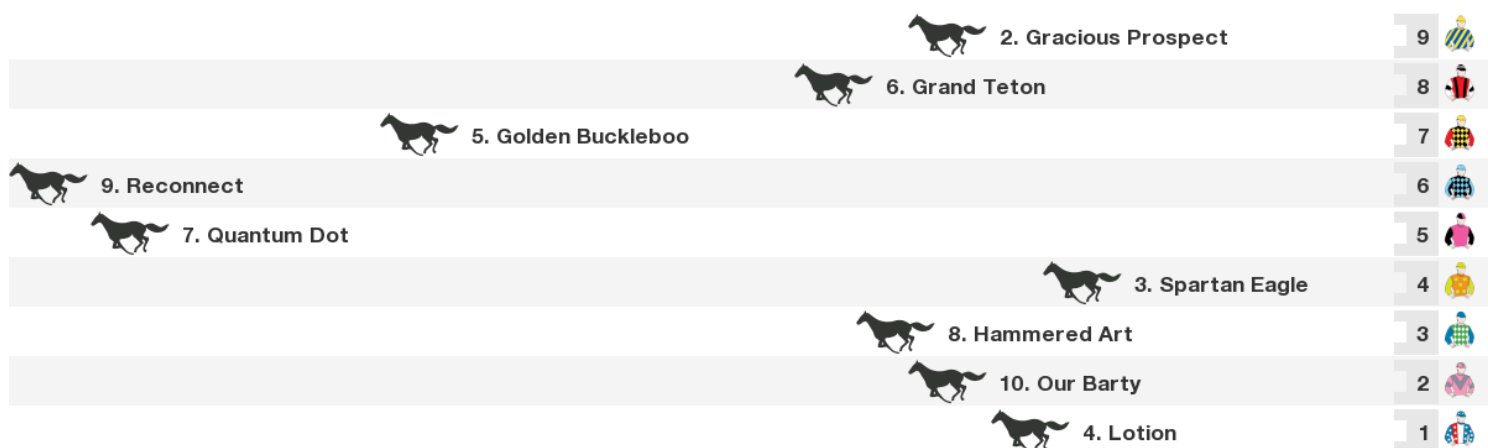 2. Gracious Prospect 9
6. Grand Teton 8
5. Golden Buckleboo 7
9. Reconnect 6
7. Quantum Dot 5
3. Spartan Eagle 4
8. Hammered Art 3
10. Our Barty 2
4. Lotion 1